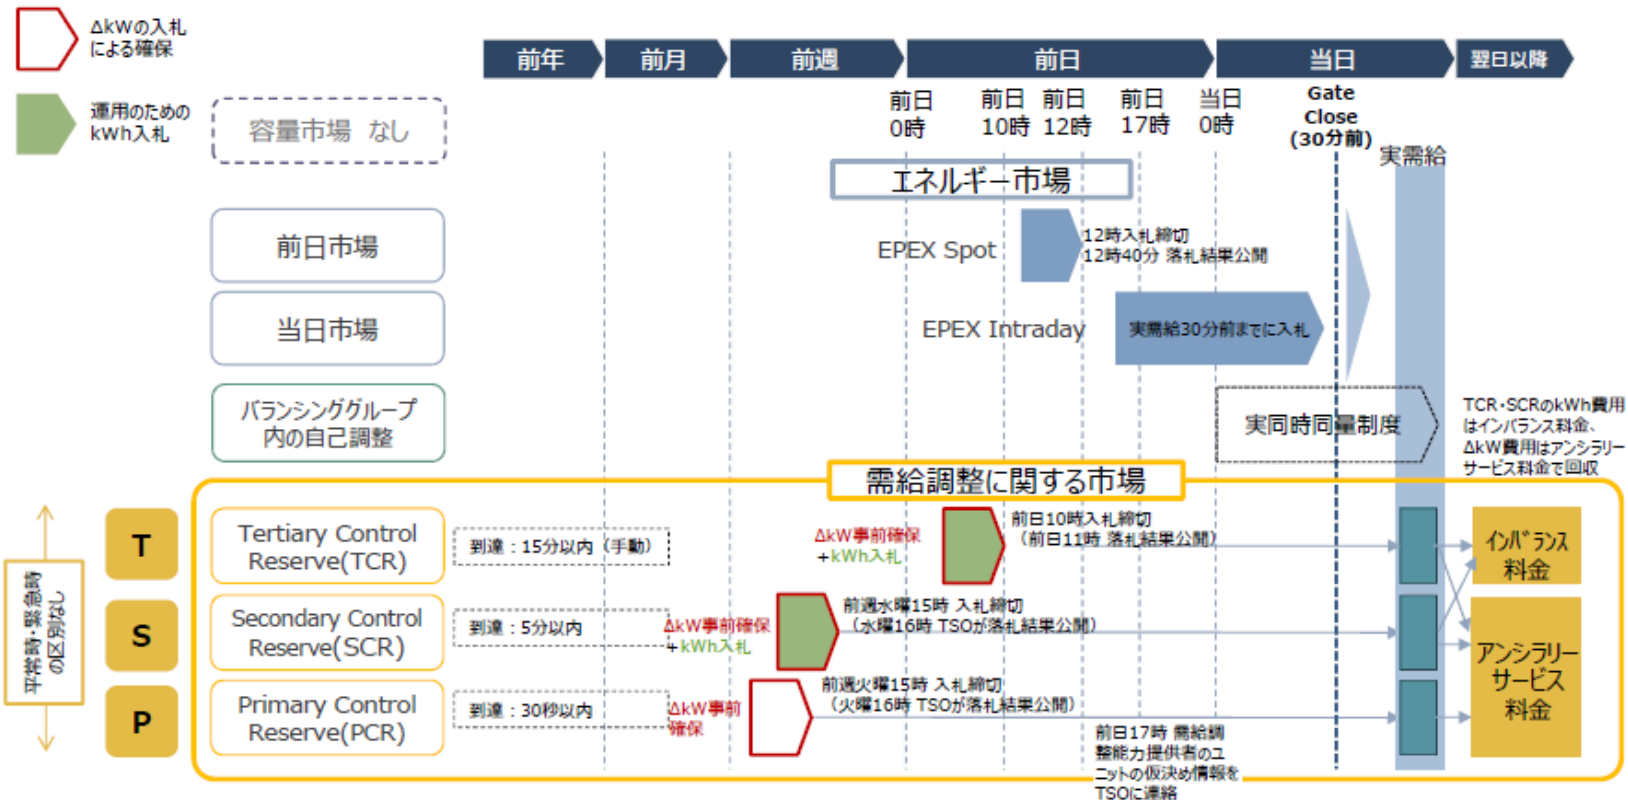 ΔkWの入札
による確保
運用のための
kWh入札
前年
前月
前週
前日
当日
翌日以降
前日
0時
前日
10時
前日
12時
前日
17時
当日
0時
Gate
Close
(30分前)
実需給
容量市場 なし
エネルギー市場
前日市場
EPEX Spot
12時入札締切
12時40分 落札結果公開
当日市場
EPEX Intraday
実需給30分前までに入札
バランシンググループ
内の自己調整
実同時同量制度
TCR・SCRのkWh費用
はインバランス料金、
ΔkW費用はアンシラリー
サービス料金で回収
需給調整に関する市場
平常時・緊急時
の区別なし
T
Tertiary Control
Reserve(TCR)
到達：15分以内（手動）
ΔkW事前確保
+kWh入札
前日10時入札締切
（前日11時 落札結果公開）
インバランス
料金
S
Secondary Control
Reserve(SCR)
到達：5分以内
ΔkW事前確保
+kWh入札
前週水曜15時 入札締切
（水曜16時 TSOが落札結果公開）
アンシラリー
サービス
料金
P
Primary Control
Reserve(PCR)
到達：30秒以内
ΔkW事前
確保
前週火曜15時 入札締切
（火曜16時 TSOが落札結果公開）
前日17時 需給調
整能力提供者のユ
ニットの仮決め情報を
TSOに連絡